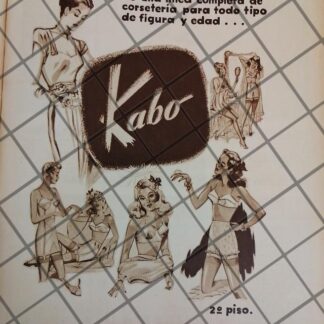 una línea completa de
corsetería para todo tipo
de figura y edad...
Kabo
2º piso.